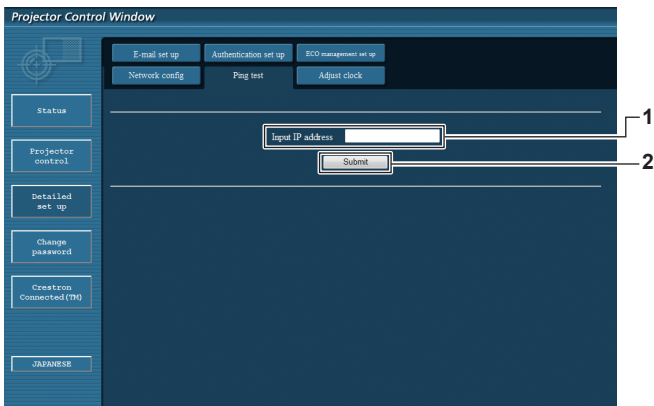 Projector Control Window
E-mail set up
Authentication set up
ECO management set up
Network config
Ping test
Adjust clock
Status
Projector
control
Detailed
set up
Change
password
Crestron
Connected(TM)
JAPANESE
Input IP address
Submit
1
2